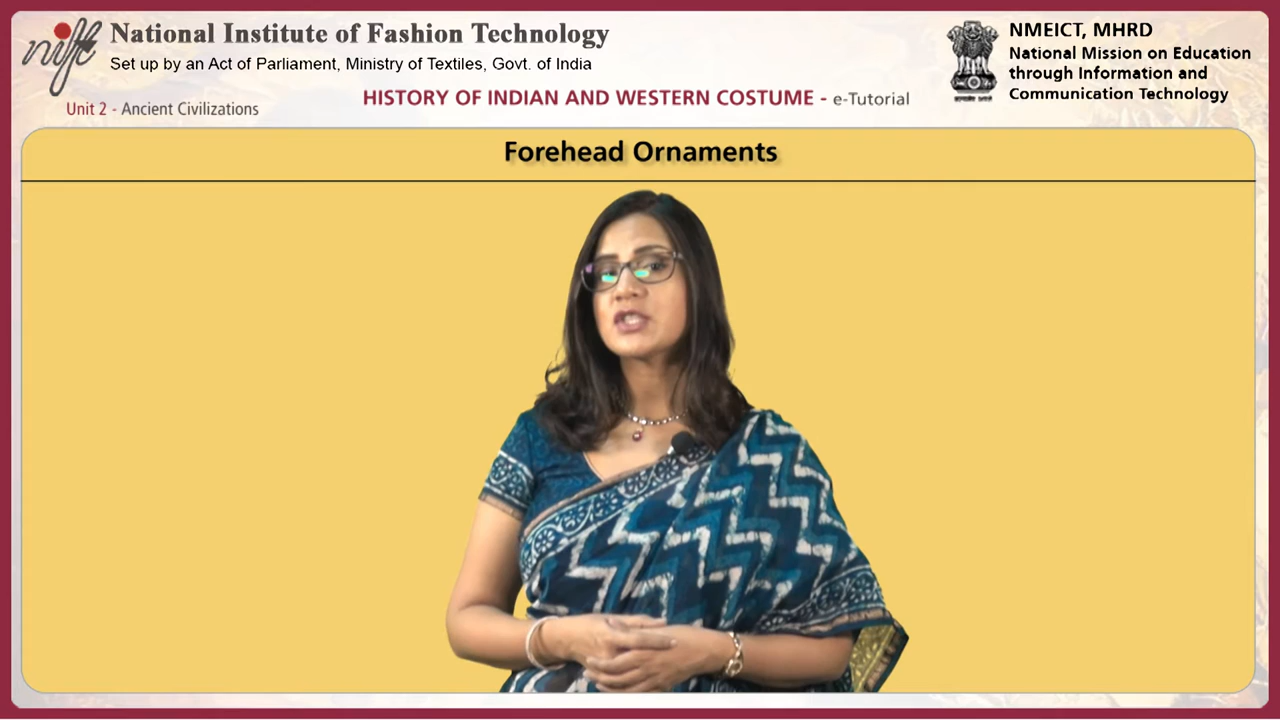 nift
National Institute of Fashion Technology
Set up by an Act of Parliament, Ministry of Textiles, Govt. of India
NMEICT, MHRD
National Mission on Education
through Information and
Communication Technology
Unit 2 - Ancient Civilizations
HISTORY OF INDIAN AND WESTERN COSTUME - e-Tutorial
Forehead Ornaments